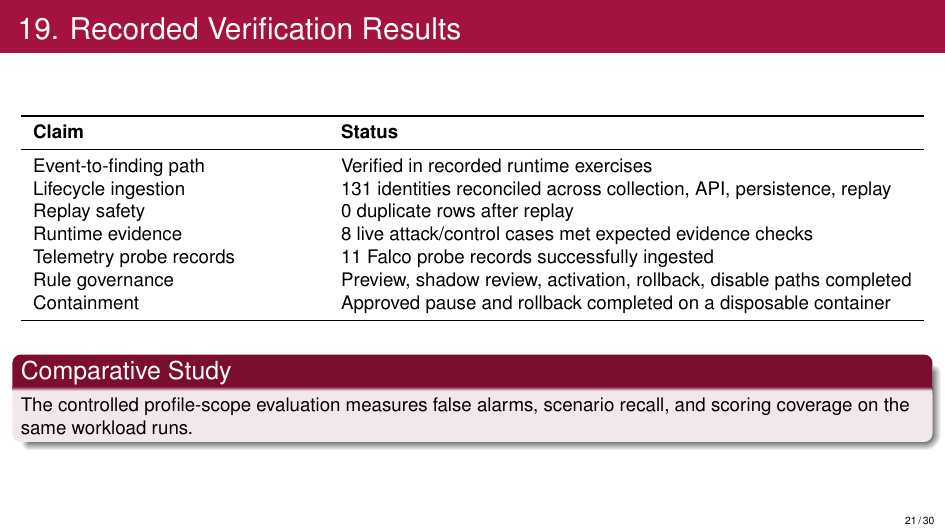 19. Recorded Verification Results
Claim Status
Event-to-finding path Verified in recorded runtime exercises
Lifecycle ingestion 131 identities reconciled across collection, API, persistence, replay
Replay safety 0 duplicate rows after replay
Runtime evidence 8 live attack/control cases met expected evidence checks
Telemetry probe records 11 Falco probe records successfully ingested
Rule governance Preview, shadow review, activation, rollback, disable paths completed
Containment Approved pause and rollback completed on a disposable container
Comparative Study
The controlled profile-scope evaluation measures false alarms, scenario recall, and scoring coverage on the
same workload runs.
21 / 30